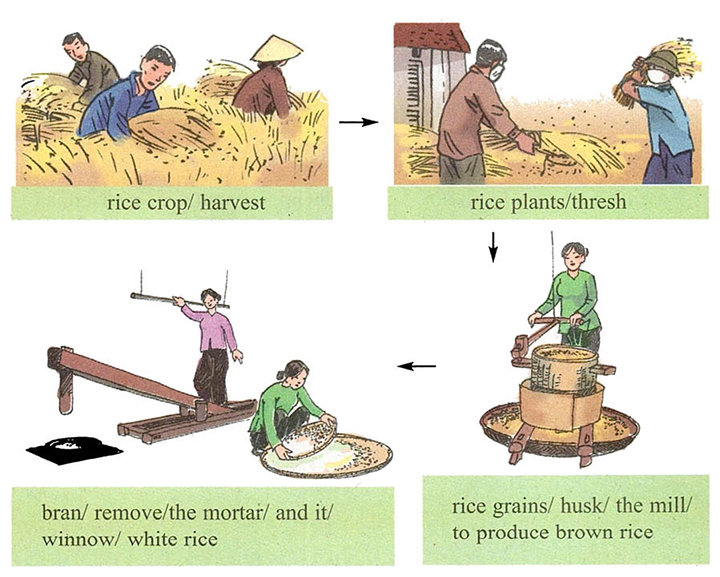 rice crop/ harvest
rice plants/thresh
rice grains/ husk/ the mill/
to produce brown rice
bran/ remove/the mortar/ and it/
winnow/ white rice